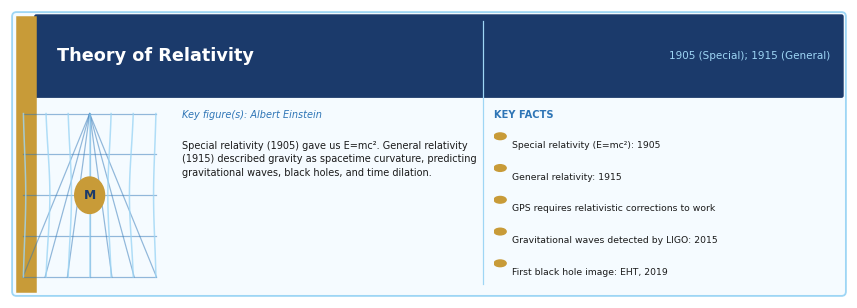 Theory of Relativity
1905 (Special); 1915 (General)
M
Key figure(s): Albert Einstein
Special relativity (1905) gave us E=mc². General relativity
(1915) described gravity as spacetime curvature, predicting
gravitational waves, black holes, and time dilation.
KEY FACTS
Special relativity (E=mc²): 1905
General relativity: 1915
GPS requires relativistic corrections to work
Gravitational waves detected by LIGO: 2015
First black hole image: EHT, 2019